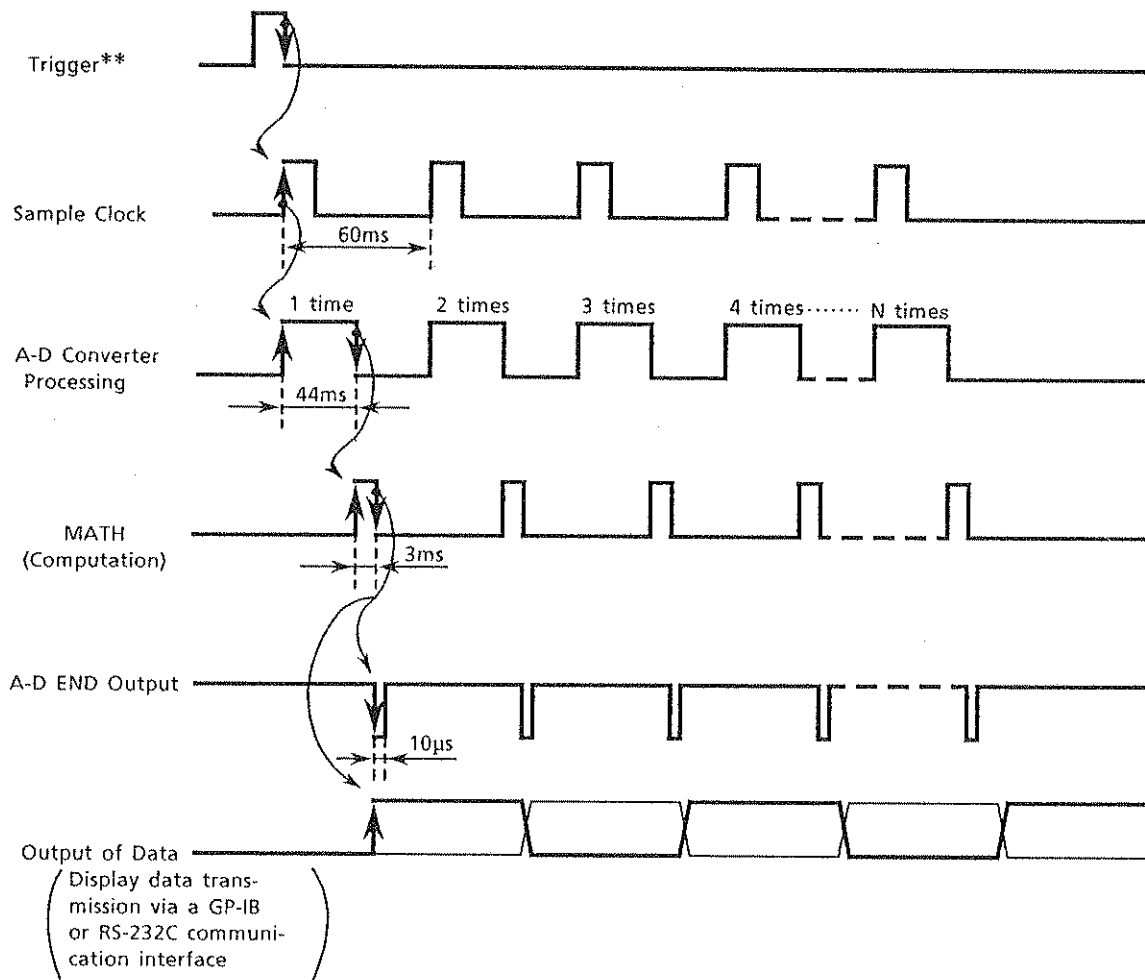 Trigger**
Sample Clock
60ms
1 time 2 times 3 times 4 times ······ N times
A-D Converter
Processing
44ms
MATH
(Computation)
3ms
A-D END Output
10µs
Output of Data
(Display data trans-
mission via a GP-IB
or RS-232C communi-
cation interface)